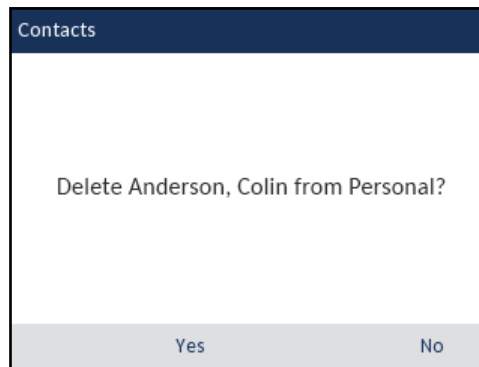 Contacts
Delete Anderson, Colin from Personal?
Yes No